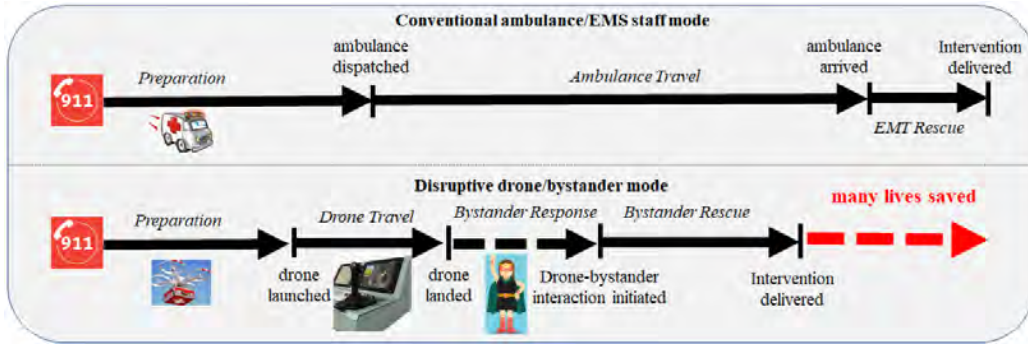 Conventional ambulance/EMS staff mode
911
Preparation
ambulance
dispatched
Ambulance Travel
ambulance
arrived
EMT Rescue
Intervention
delivered
Disruptive drone/bystander mode
911
Preparation
drone
launched
Drone Travel
drone
landed
Bystander Response
Drone-bystander
interaction initiated
Bystander Rescue
Intervention
delivered
many lives saved